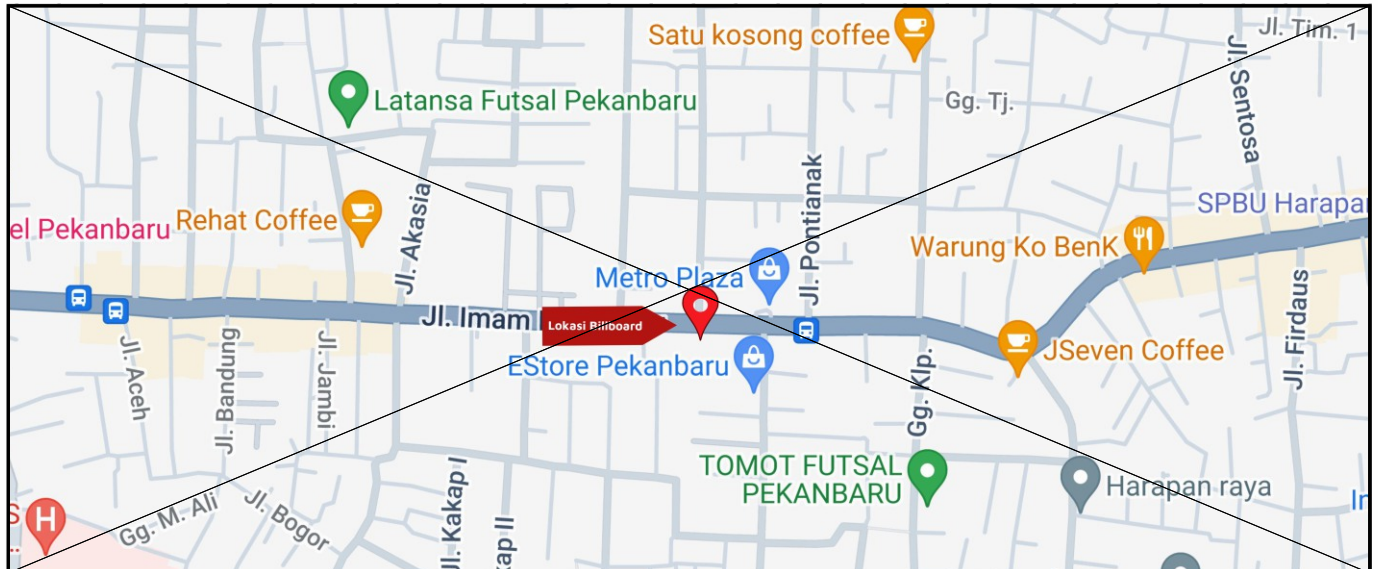 Satu kosong coffee
Jl. Tim. 1
Jl. Sentosa
Latansa Futsal Pekanbaru
Gg. Tj.
Jl. Pontianak
Jl. Akasia
el Pekanbaru
Rehat Coffee
SPBU Harapa
Warung Ko BenK
Metro Plaza
Jl. Imam
Lokasi Billboard
Jl. Firdaus
JSeven Coffee
EStore Pekanbaru
Jl. Aceh
Jl. Bandung
Jl. Jambi
Gg. Klp.
TOMOT FUTSAL
PEKANBARU
Harapan raya
Gg. M. Ali
Jl. Bogor
Jl. Kakap I
kap II
H
S
In